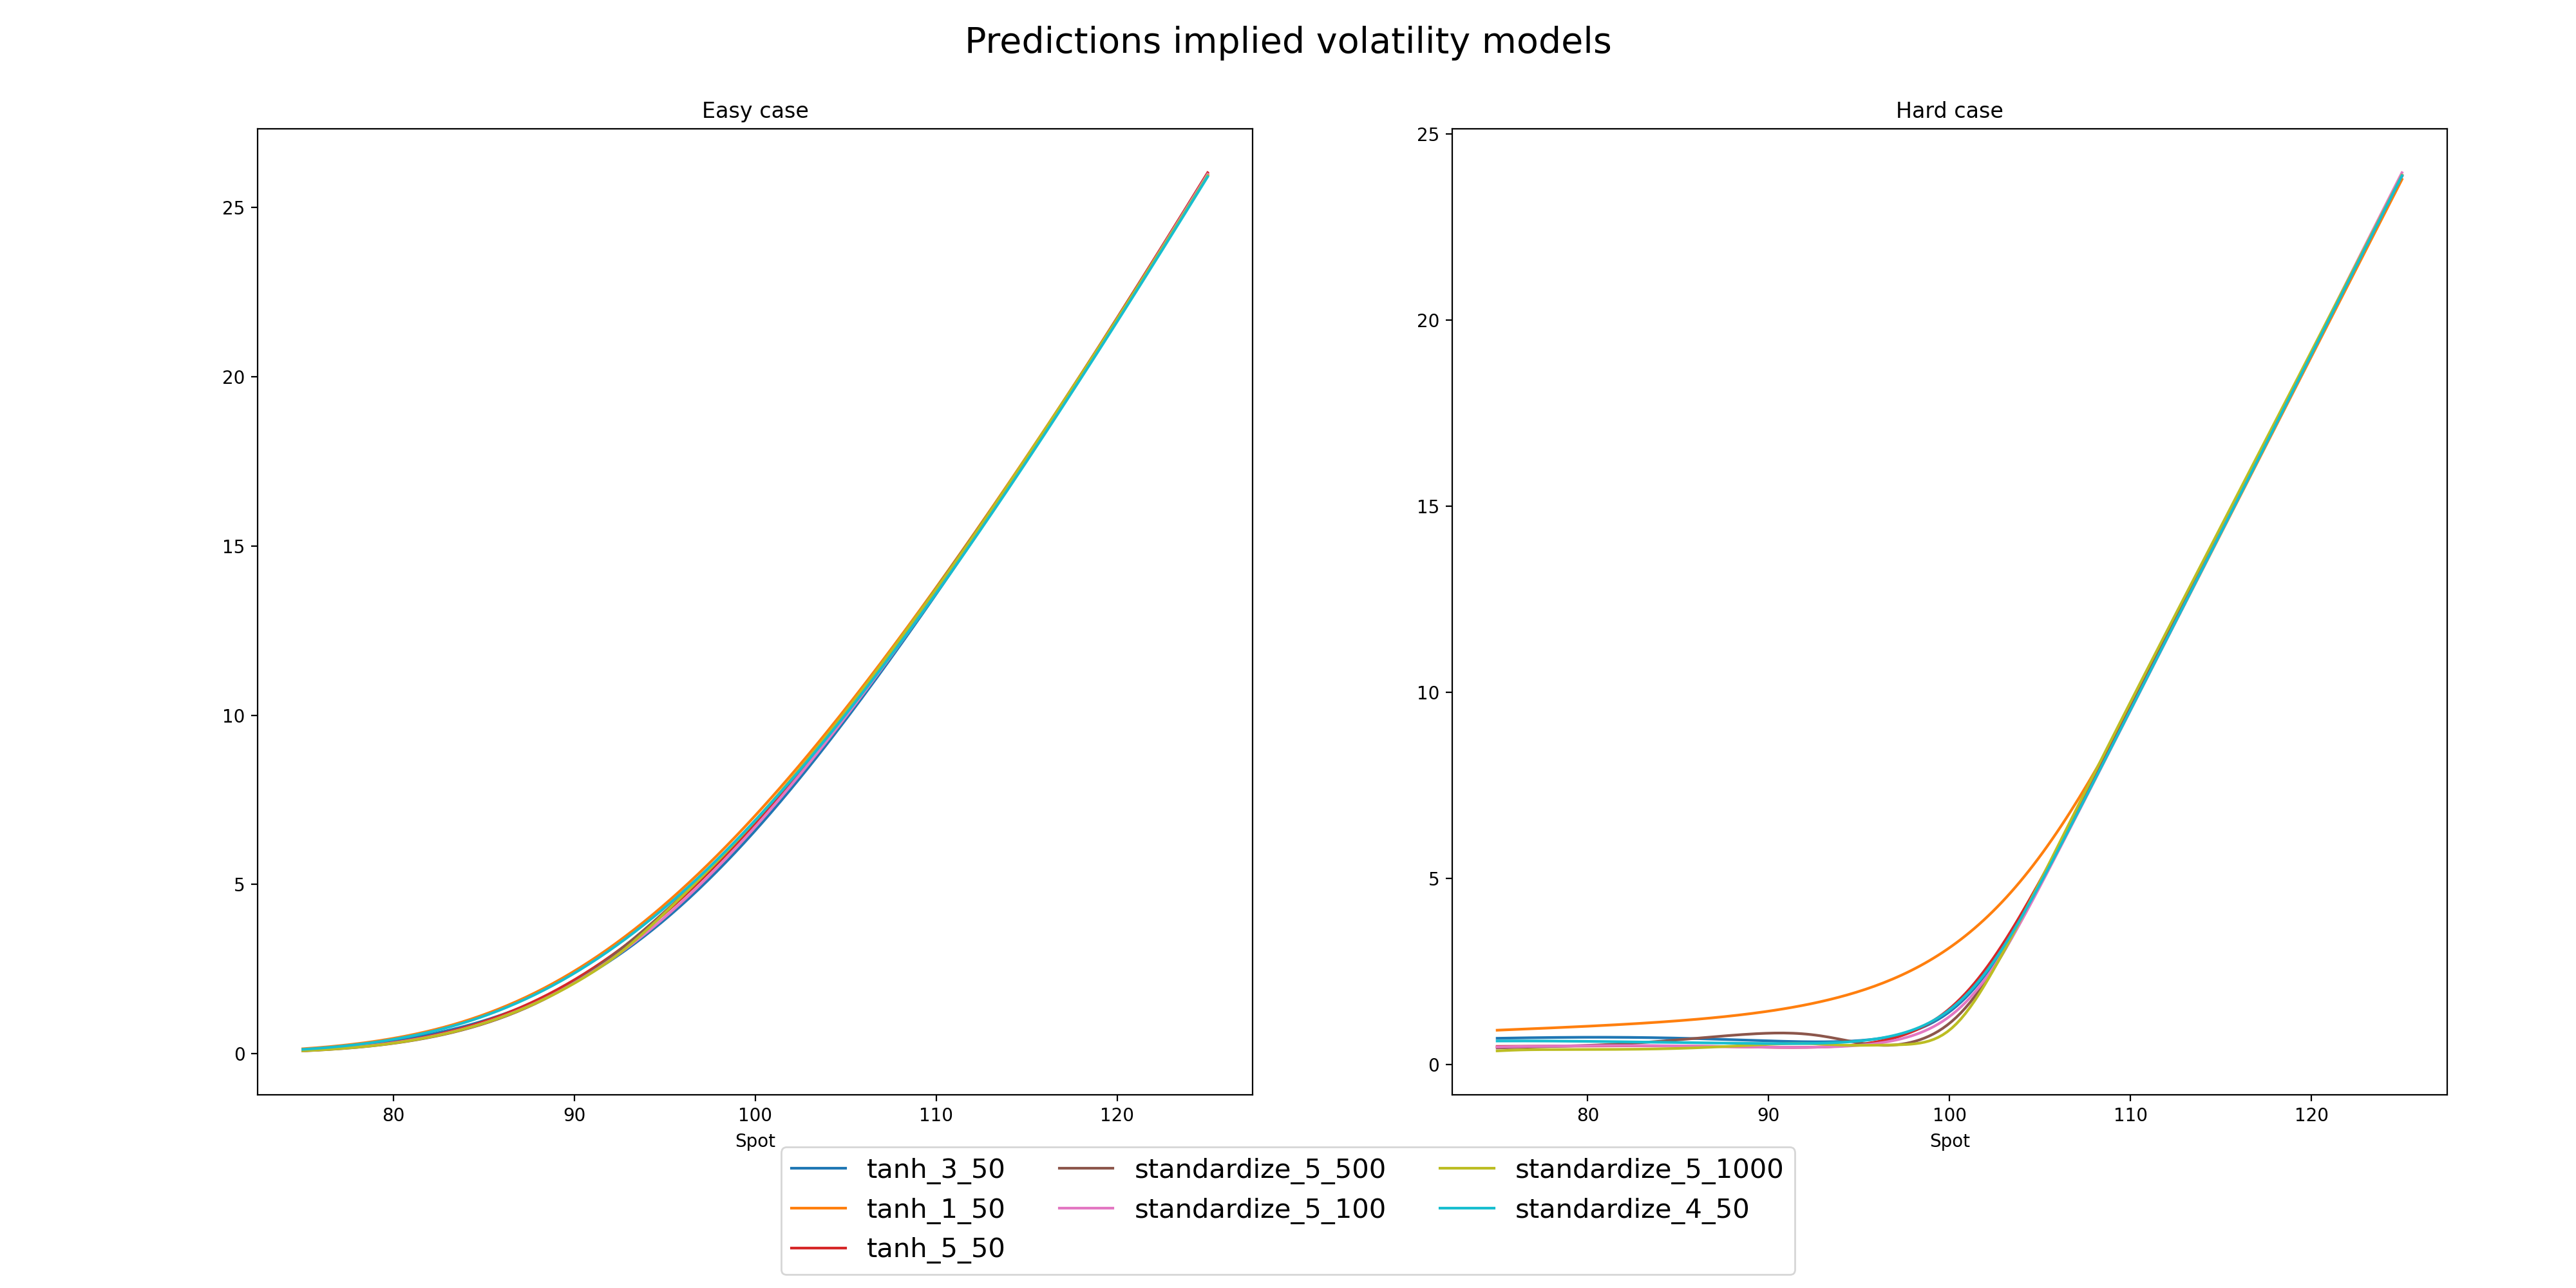 Predictions implied volatility models
Easy case
25
20
15
10
5
0
80 90 100 110 120
Spot
Hard case
25
20
15
10
5
0
80 90 100 110 120
Spot
tanh_3_50
tanh_1_50
tanh_5_50
standardize_5_500
standardize_5_100
standardize_5_1000
standardize_4_50